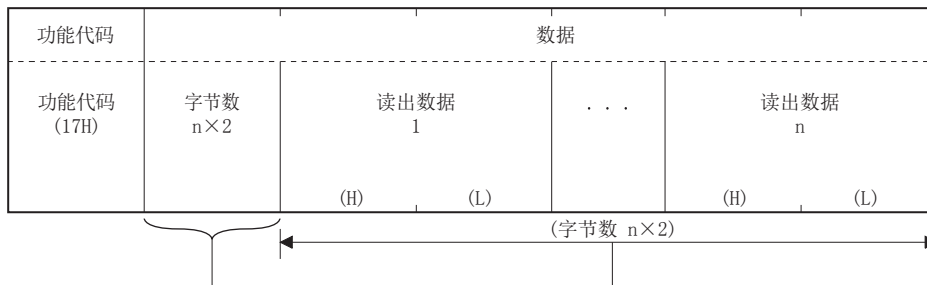 功能代码 数据
功能代码 字节数 读出数据 . . . 读出数据
(17H) n×2 1 n
(H) (L) (H) (L)
(字节数 n×2)